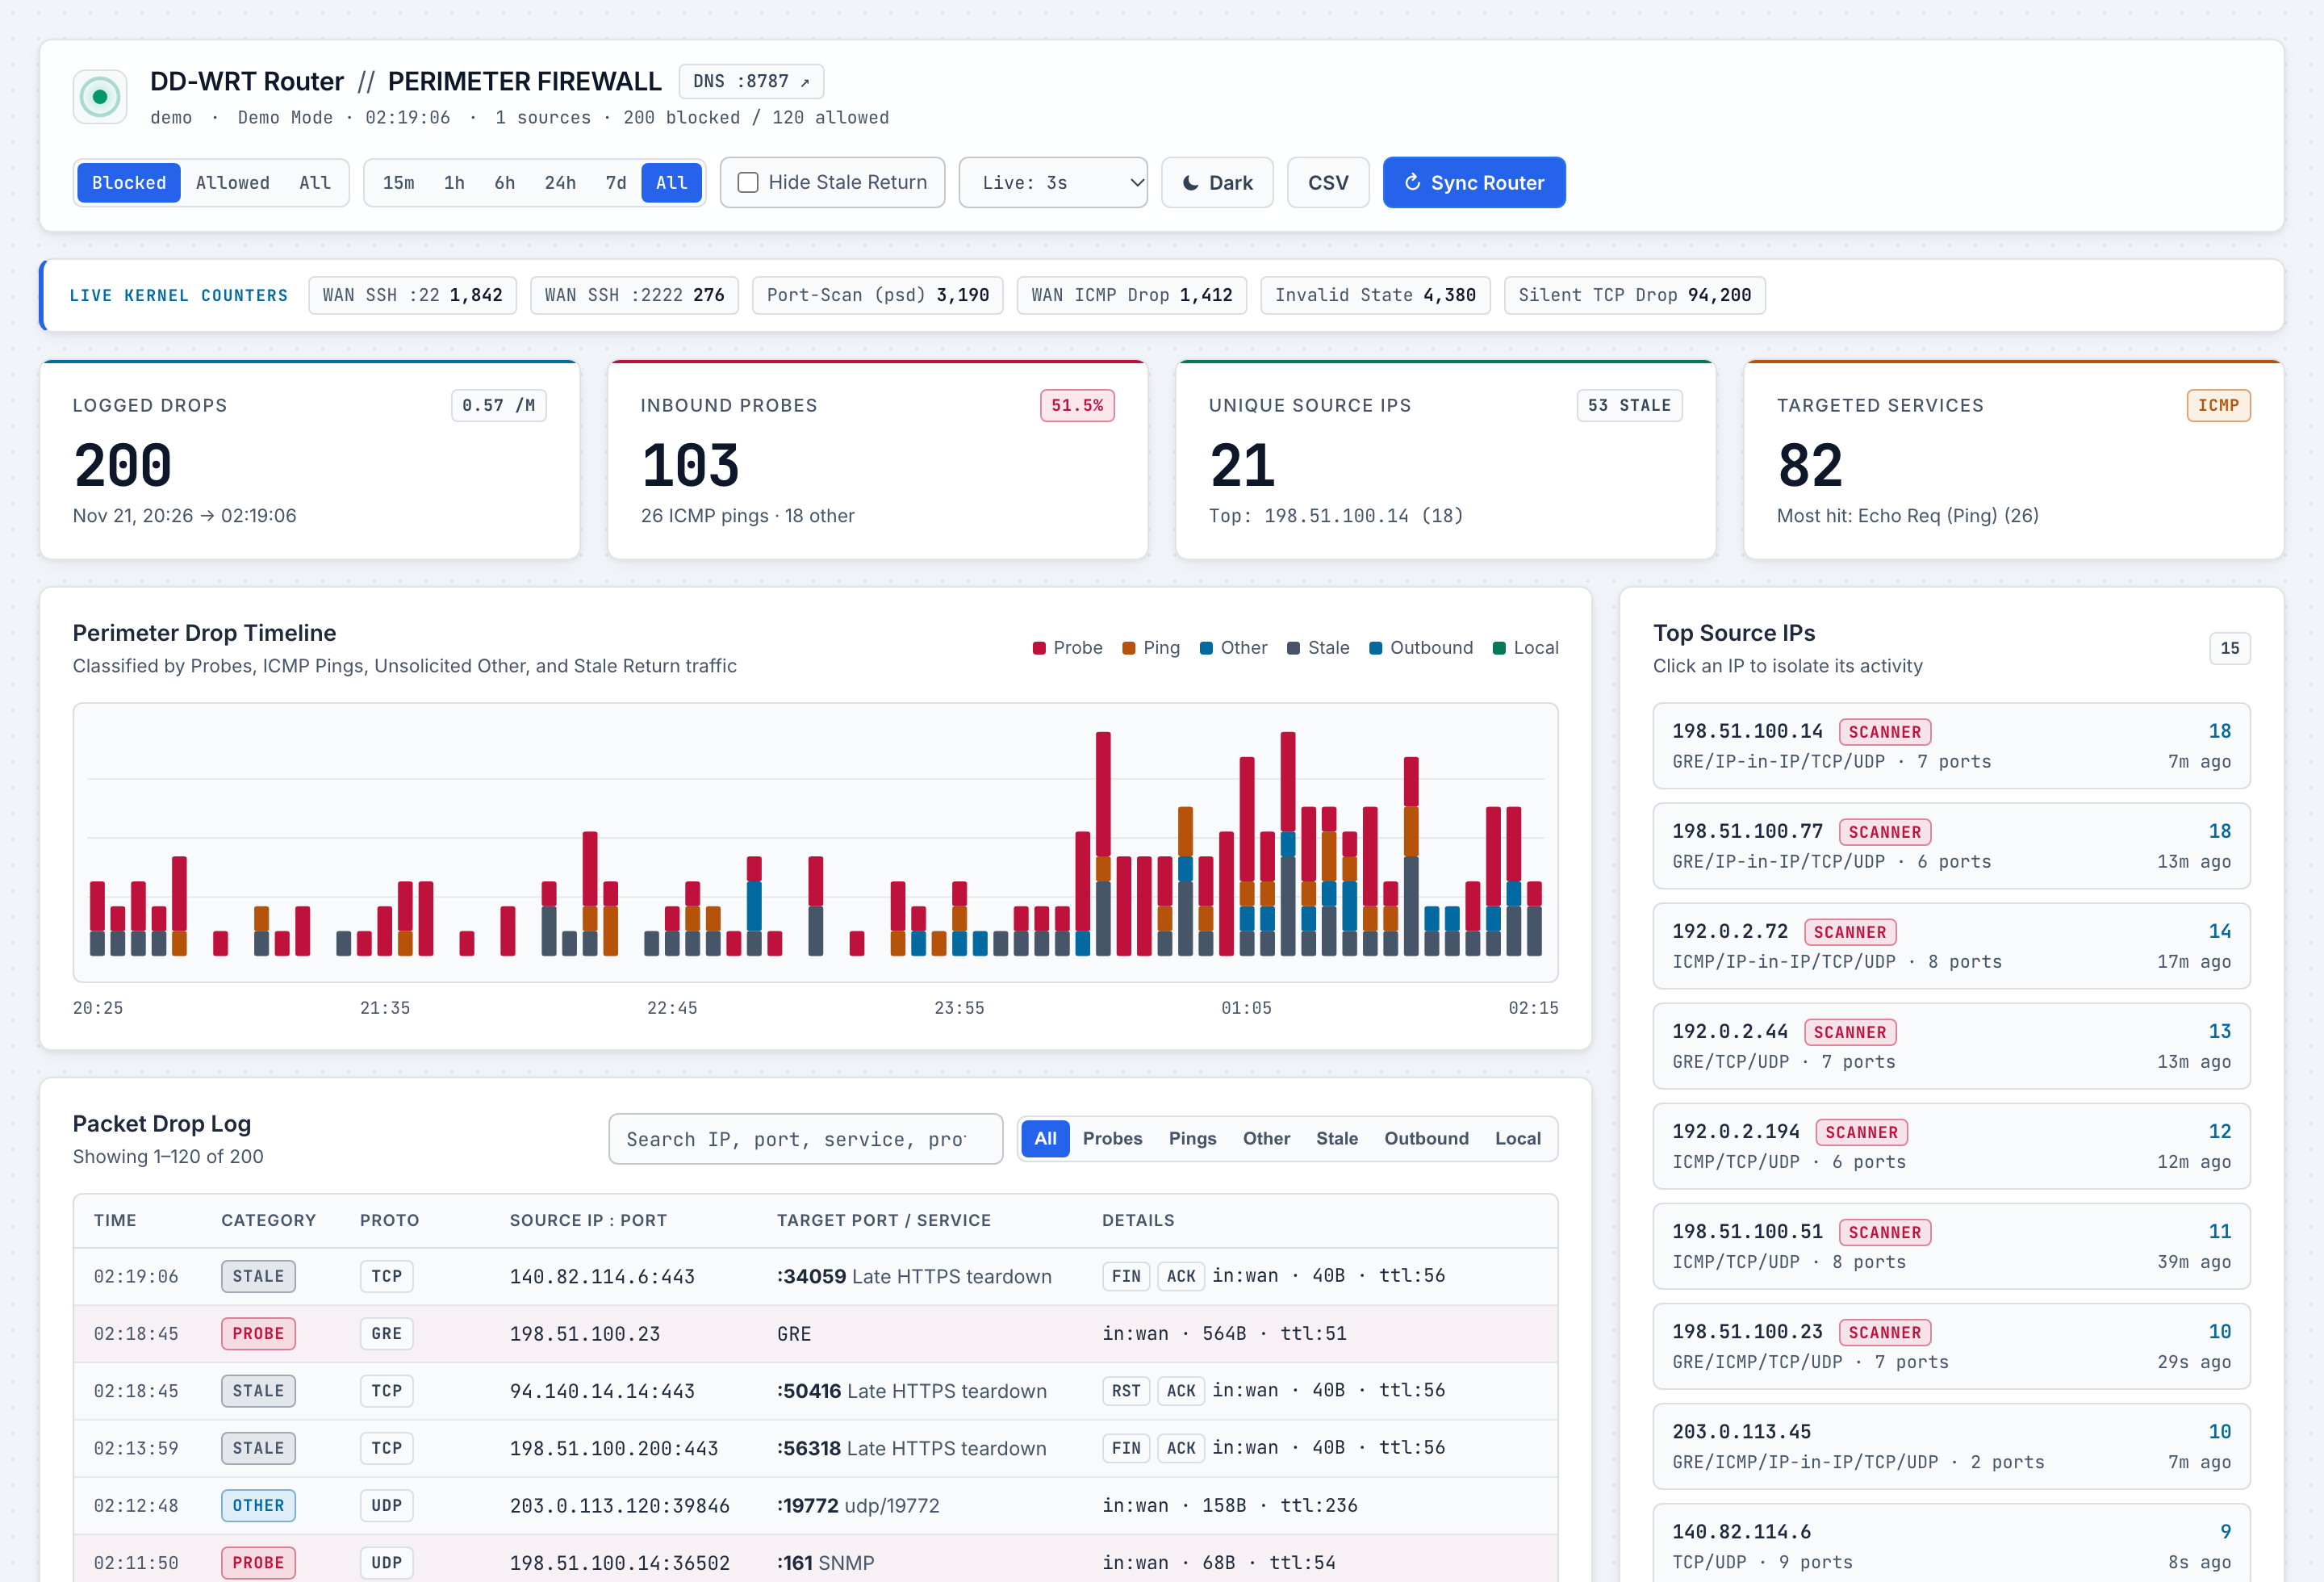 DD-WRT Router // PERIMETER FIREWALL DNS :8787 ↗
demo · Demo Mode · 02:19:06 · 1 sources · 200 blocked / 120 allowed
Blocked Allowed All 15m 1h 6h 24h 7d All Hide Stale Return Live: 3s Dark CSV ↻ Sync Router
LIVE KERNEL COUNTERS WAN SSH :22 1,842 WAN SSH :2222 276 Port-Scan (psd) 3,190 WAN ICMP Drop 1,412 Invalid State 4,380 Silent TCP Drop 94,200
LOGGED DROPS 0.57 /M
200
Nov 21, 20:26 → 02:19:06
INBOUND PROBES 51.5%
103
26 ICMP pings · 18 other
UNIQUE SOURCE IPS 53 STALE
21
Top: 198.51.100.14 (18)
TARGETED SERVICES ICMP
82
Most hit: Echo Req (Ping) (26)
Perimeter Drop Timeline
Classified by Probes, ICMP Pings, Unsolicited Other, and Stale Return traffic
Probe Ping Other Stale Outbound Local
20:25 21:35 22:45 23:55 01:05 02:15
Packet Drop Log
Showing 1–120 of 200
Search IP, port, service, pro
All Probes Pings Other Stale Outbound Local
TIME CATEGORY PROTO SOURCE IP : PORT TARGET PORT / SERVICE DETAILS
02:19:06 STALE TCP 140.82.114.6:443 :34059 Late HTTPS teardown FIN ACK in:wan · 40B · ttl:56
02:18:45 PROBE GRE 198.51.100.23 GRE in:wan · 564B · ttl:51
02:18:45 STALE TCP 94.140.14.14:443 :50416 Late HTTPS teardown RST ACK in:wan · 40B · ttl:56
02:13:59 STALE TCP 198.51.100.200:443 :56318 Late HTTPS teardown FIN ACK in:wan · 40B · ttl:56
02:12:48 OTHER UDP 203.0.113.120:39846 :19772 udp/19772 in:wan · 158B · ttl:236
02:11:50 PROBE UDP 198.51.100.14:36502 :161 SNMP in:wan · 68B · ttl:54
Top Source IPs
Click an IP to isolate its activity
15
198.51.100.14 SCANNER 18
GRE/IP-in-IP/TCP/UDP · 7 ports 7m ago
198.51.100.77 SCANNER 18
GRE/IP-in-IP/TCP/UDP · 6 ports 13m ago
192.0.2.72 SCANNER 14
ICMP/IP-in-IP/TCP/UDP · 8 ports 17m ago
192.0.2.44 SCANNER 13
GRE/TCP/UDP · 7 ports 13m ago
192.0.2.194 SCANNER 12
ICMP/TCP/UDP · 6 ports 12m ago
198.51.100.51 SCANNER 11
ICMP/TCP/UDP · 8 ports 39m ago
198.51.100.23 SCANNER 10
GRE/ICMP/TCP/UDP · 7 ports 29s ago
203.0.113.45 10
GRE/ICMP/IP-in-IP/TCP/UDP · 2 ports 7m ago
140.82.114.6 9
TCP/UDP · 9 ports 8s ago